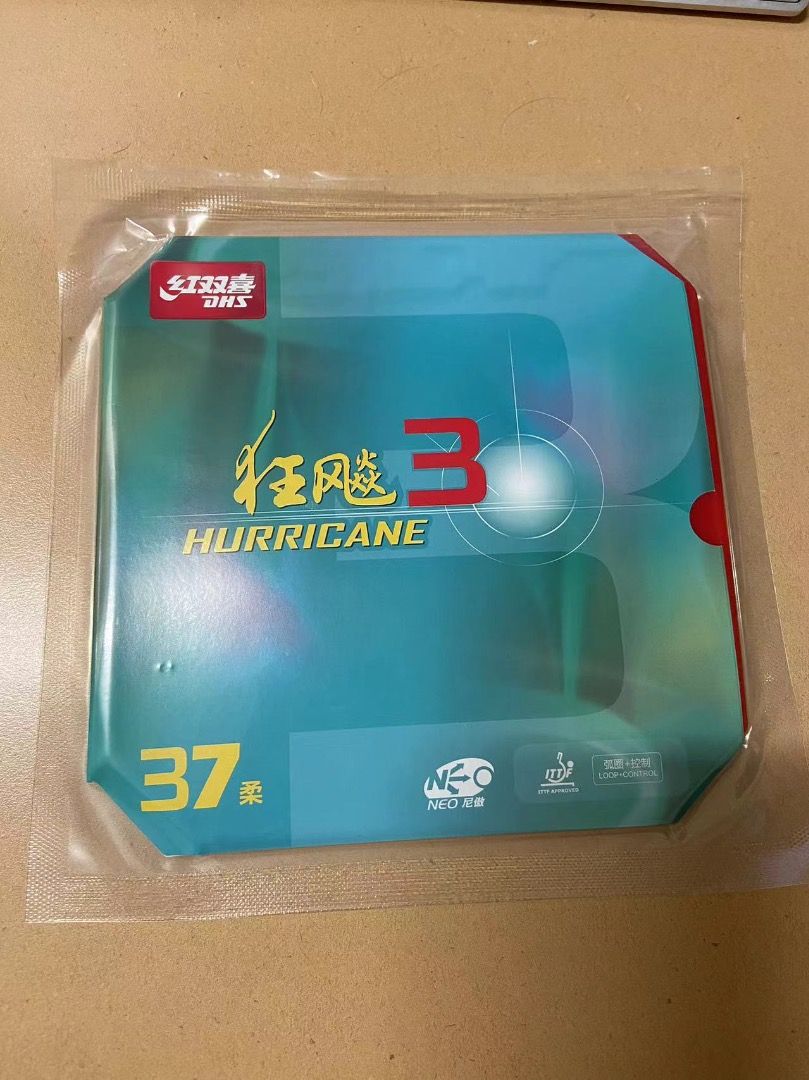 红双喜
DHS
狂飚3
HURRICANE
37柔
NEO
NEO 尼傲
ITTF
ITTF APPROVED
弧圈+控制
LOOP+CONTROL